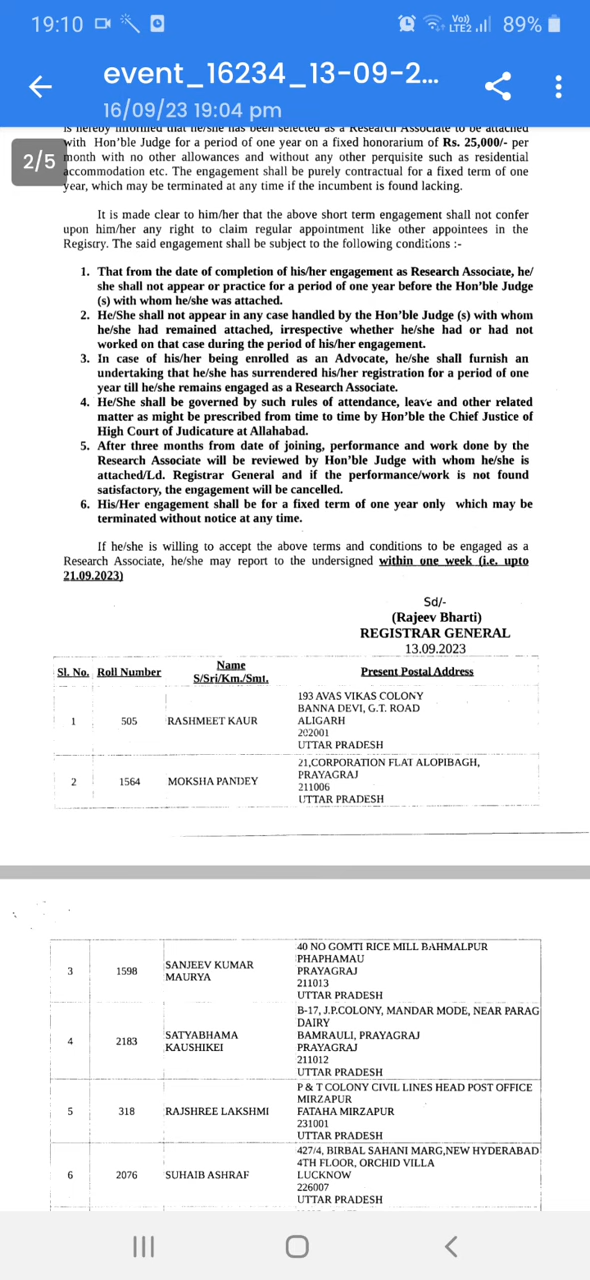 19:10
Vo)) LTE2 89%
event_16234_13-09-2...
16/09/23 19:04 pm
2/5
is hereby informed that he/she has been selected as a Research Associate to be attached
with Hon'ble Judge for a period of one year on a fixed honorarium of Rs. 25,000/- per
month with no other allowances and without any other perquisite such as residential
accommodation etc. The engagement shall be purely contractual for a fixed term of one
year, which may be terminated at any time if the incumbent is found lacking.
It is made clear to him/her that the above short term engagement shall not confer
upon him/her any right to claim regular appointment like other appointees in the
Registry. The said engagement shall be subject to the following conditions :-
1. That from the date of completion of his/her engagement as Research Associate, he/
she shall not appear or practice for a period of one year before the Hon'ble Judge
(s) with whom he/she was attached.
2. He/She shall not appear in any case handled by the Hon'ble Judge (s) with whom
he/she had remained attached, irrespective whether he/she had or had not
worked on that case during the period of his/her engagement.
3. In case of his/her being enrolled as an Advocate, he/she shall furnish an
undertaking that he/she has surrendered his/her registration for a period of one
year till he/she remains engaged as a Research Associate.
4. He/She shall be governed by such rules of attendance, leave and other related
matter as might be prescribed from time to time by Hon'ble the Chief Justice of
High Court of Judicature at Allahabad.
5. After three months from date of joining, performance and work done by the
Research Associate will be reviewed by Hon'ble Judge with whom he/she is
attached/Ld. Registrar General and if the performance/work is not found
satisfactory, the engagement will be cancelled.
6. His/Her engagement shall be for a fixed term of one year only which may be
terminated without notice at any time.
If he/she is willing to accept the above terms and conditions to be engaged as a
Research Associate, he/she may report to the undersigned within one week (i.e. upto
21.09.2023)
Sd/-
(Rajeev Bharti)
REGISTRAR GENERAL
13.09.2023
Sl. No. Roll Number Name S/Sri/Km./Smt. Present Postal Address
1 505 RASHMEET KAUR 193 AVAS VIKAS COLONY
BANNA DEVI, G.T. ROAD
ALIGARH
202001
UTTAR PRADESH
2 1564 MOKSHA PANDEY 21,CORPORATION FLAT ALOPIBAGH,
PRAYAGRAJ
211006
UTTAR PRADESH
3 1598 SANJEEV KUMAR MAURYA 40 NO GOMTI RICE MILL BAHMALPUR
PHAPHAMAU
PRAYAGRAJ
211013
UTTAR PRADESH
4 2183 SATYABHAMA KAUSHIKEI B-17, J.P.COLONY, MANDAR MODE, NEAR PARAG
DAIRY
BAMRAULI, PRAYAGRAJ
PRAYAGRAJ
211012
UTTAR PRADESH
5 318 RAJSHREE LAKSHMI P & T COLONY CIVIL LINES HEAD POST OFFICE
MIRZAPUR
FATAHA MIRZAPUR
231001
UTTAR PRADESH
6 2076 SUHAIB ASHRAF 427/4, BIRBAL SAHANI MARG,NEW HYDERABAD
4TH FLOOR, ORCHID VILLA
LUCKNOW
226007
UTTAR PRADESH